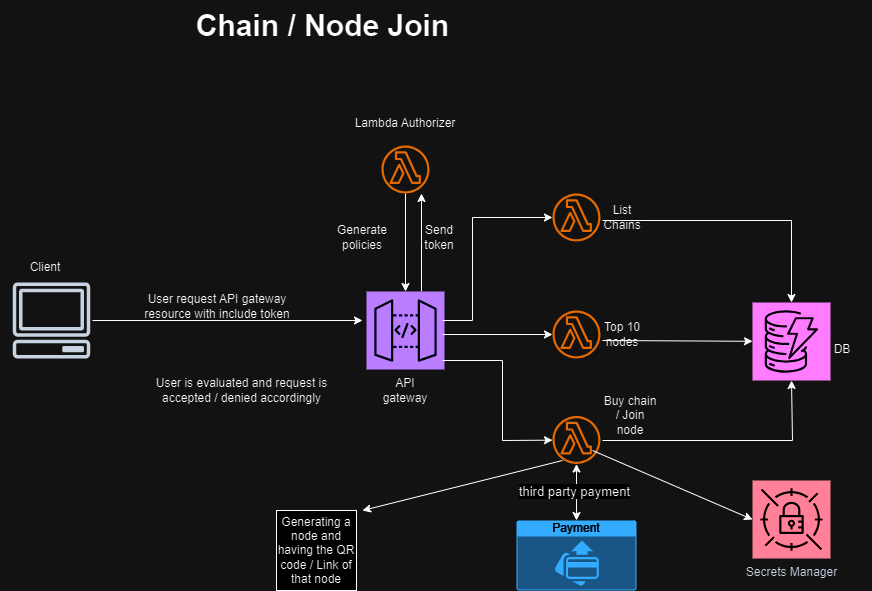 Chain / Node Join
Lambda Authorizer
Generate
policies
Send
token
List
Chains
Client
User request API gateway
resource with include token
</>
Top 10
nodes
DB
User is evaluated and request is
accepted / denied accordingly
API
gateway
Buy chain
/ Join
node
third party payment
Generating a
node and
having the QR
code / Link of
that node
Payment
Secrets Manager